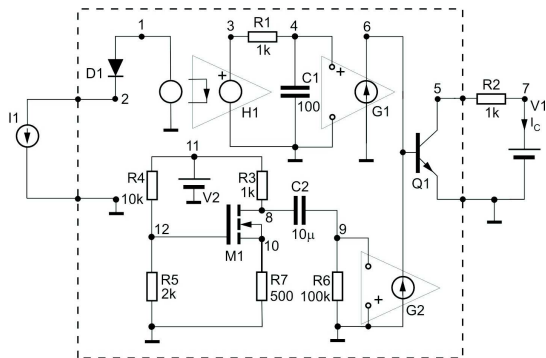 1
3
R1
1k
4
6
D1
2
+
H1
C1
100
+
G1
5
R2
1k
7
V1
I1
I_C
Q1
11
R4
10k
V2
R3
1k
C2
8
10μ
12
10
9
M1
R5
2k
R7
500
R6
100k
+
G2